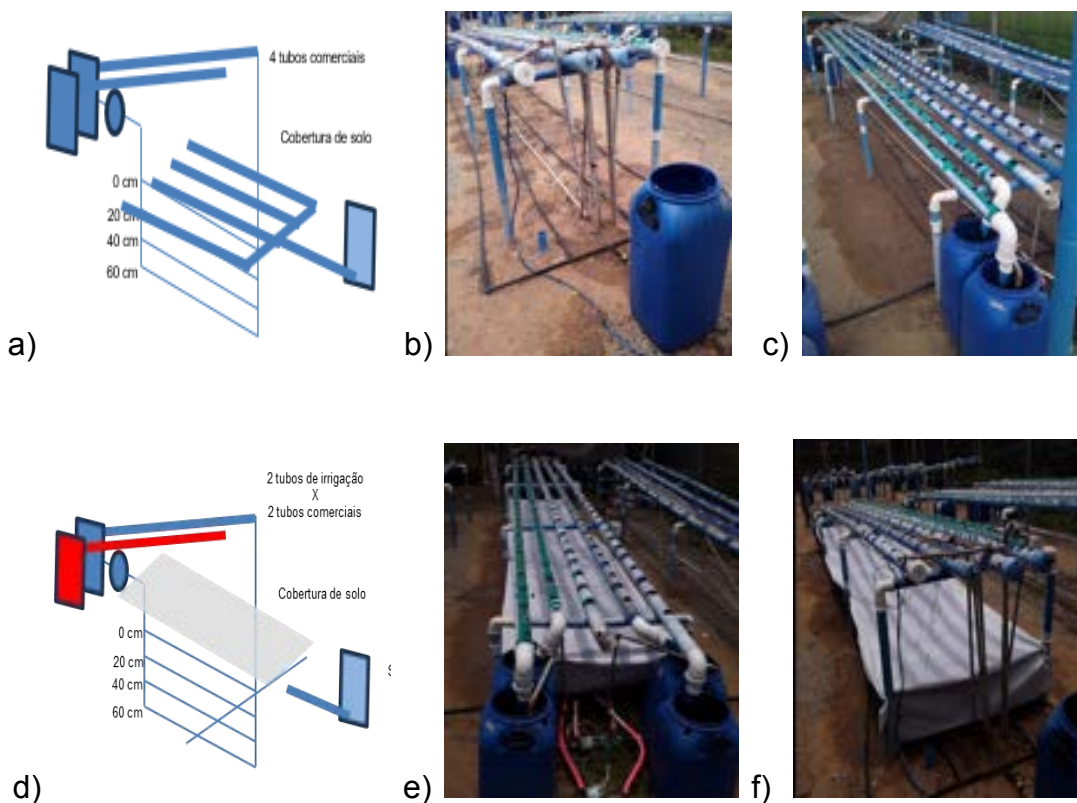 4 tubos comerciais
Cobertura de solo
0 cm
20 cm
40 cm
60 cm
a)
b)
c)
2 tubos de irrigação
X
2 tubos comerciais
Cobertura de solo
0 cm
20 cm
40 cm
60 cm
d)
e)
f)